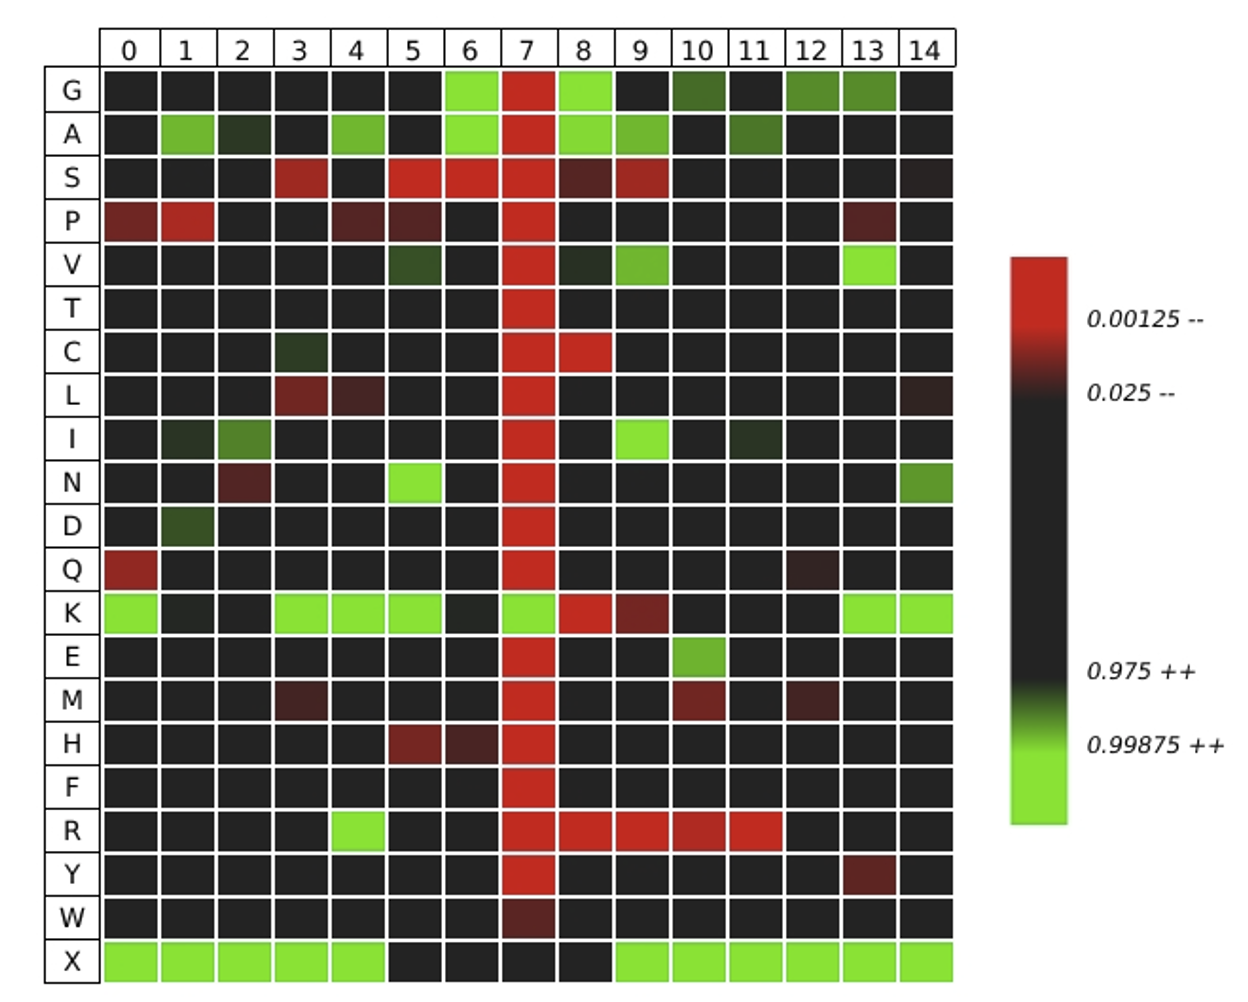 0 1 2 3 4 5 6 7 8 9 10 11 12 13 14
G
A
S
P
V
T
C
L
I
N
D
Q
K
E
M
H
F
R
Y
W
X
0.00125 --
0.025 --
0.975 ++
0.99875 ++